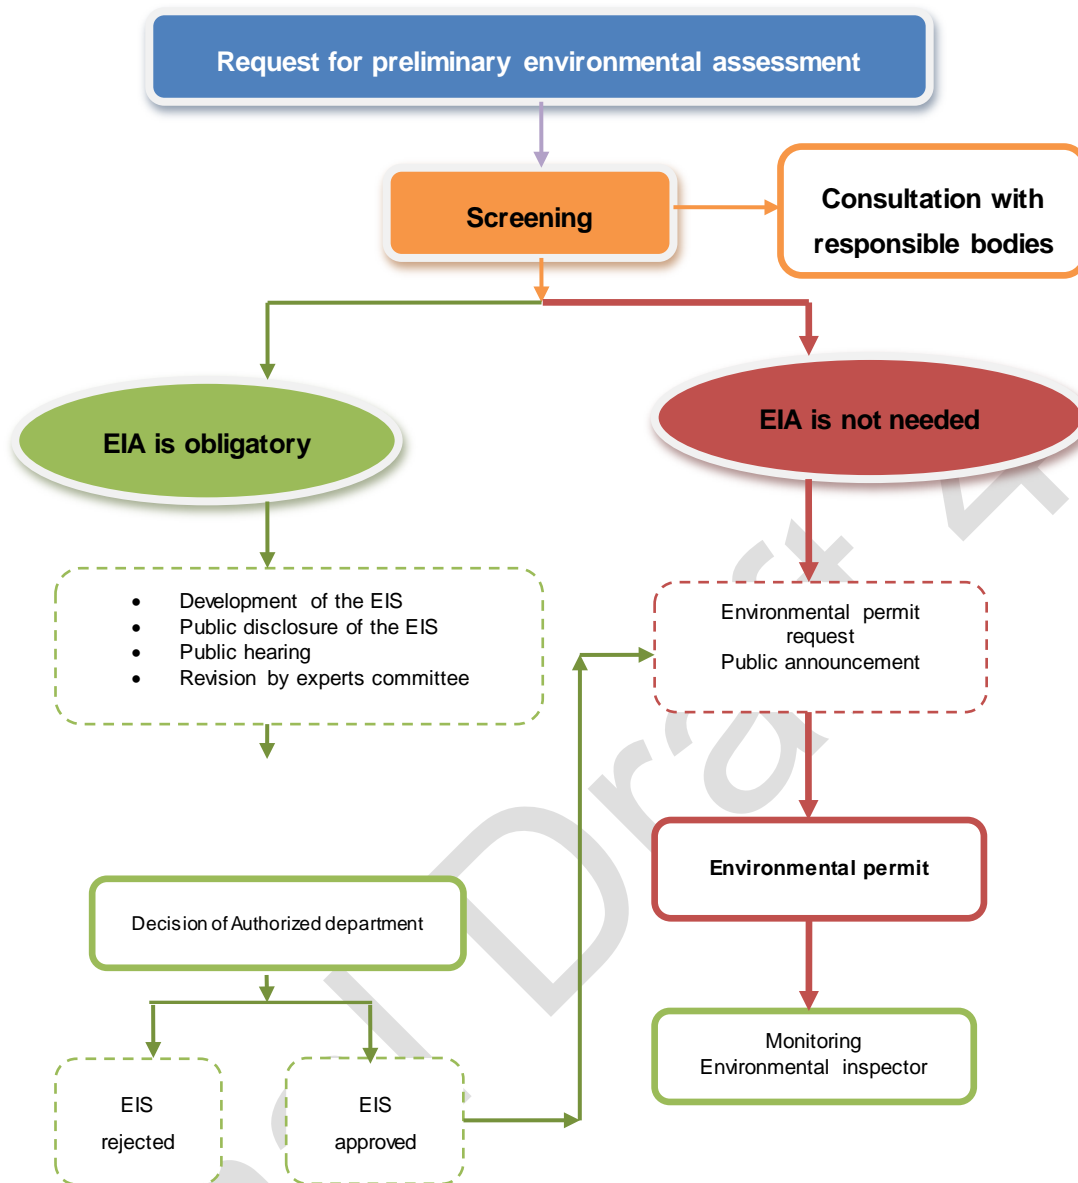 Request for preliminary environmental assessment
Screening
Consultation with
responsible bodies
EIA is obligatory
EIA is not needed
• Development of the EIS
• Public disclosure of the EIS
• Public hearing
• Revision by experts committee
Environmental permit
request
Public announcement
Environmental permit
Decision of Authorized department
Monitoring
Environmental inspector
EIS
rejected
EIS
approved
Draft 4